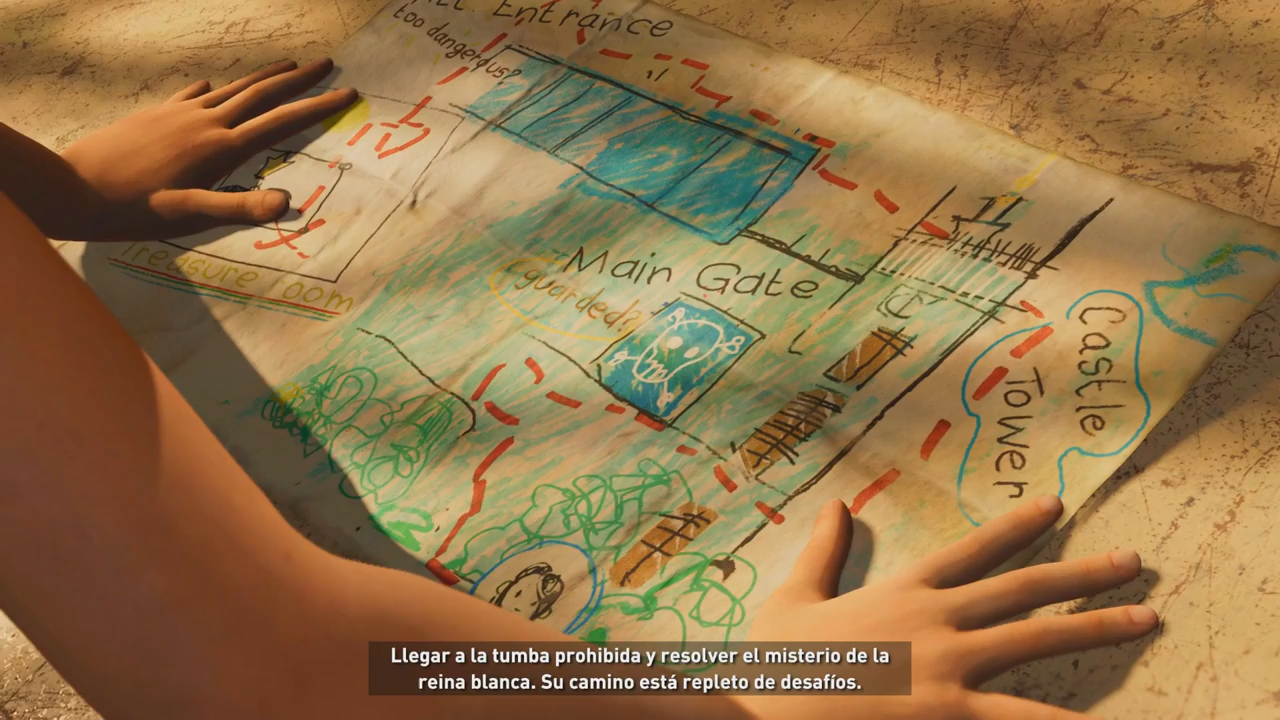 Entrance
too dangerous?
Treasure room
Main Gate
guarded?
Castle
Tower
Llegar a la tumba prohibida y resolver el misterio de la
reina blanca. Su camino está repleto de desafíos.